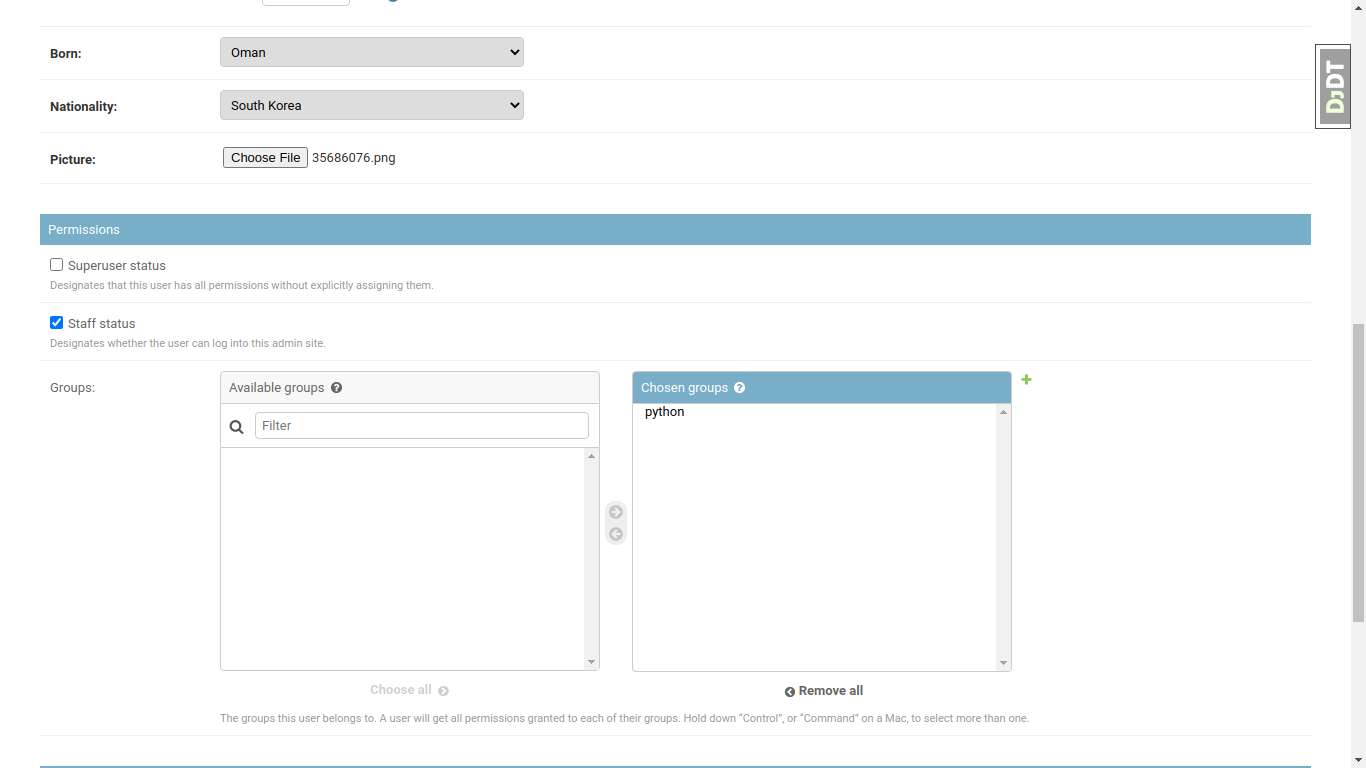 Born:
Oman
Nationality:
South Korea
Picture:
Choose File 35686076.png
DJDT
Permissions
Superuser status
Designates that this user has all permissions without explicitly assigning them.
Staff status
Designates whether the user can log into this admin site.
Groups:
Available groups
Filter
Choose all
Chosen groups
python
Remove all
The groups this user belongs to. A user will get all permissions granted to each of their groups. Hold down “Control”, or “Command” on a Mac, to select more than one.